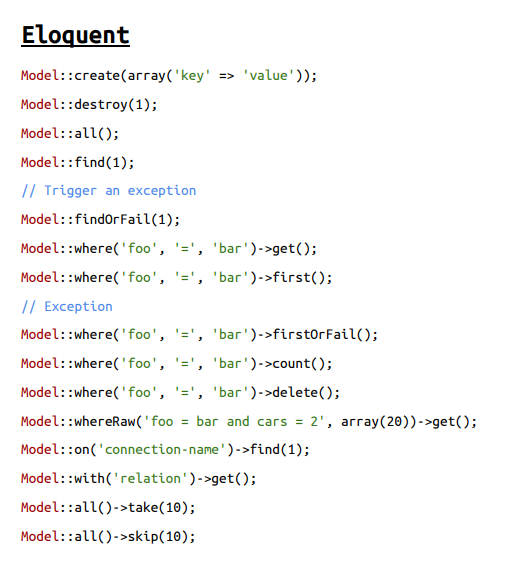 Eloquent
Model::create(array('key' => 'value'));
Model::destroy(1);
Model::all();
Model::find(1);
// Trigger an exception
Model::findOrFail(1);
Model::where('foo', '=', 'bar')->get();
Model::where('foo', '=', 'bar')->first();
// Exception
Model::where('foo', '=', 'bar')->firstOrFail();
Model::where('foo', '=', 'bar')->count();
Model::where('foo', '=', 'bar')->delete();
Model::whereRaw('foo = bar and cars = 2', array(20))->get();
Model::on('connection-name')->find(1);
Model::with('relation')->get();
Model::all()->take(10);
Model::all()->skip(10);